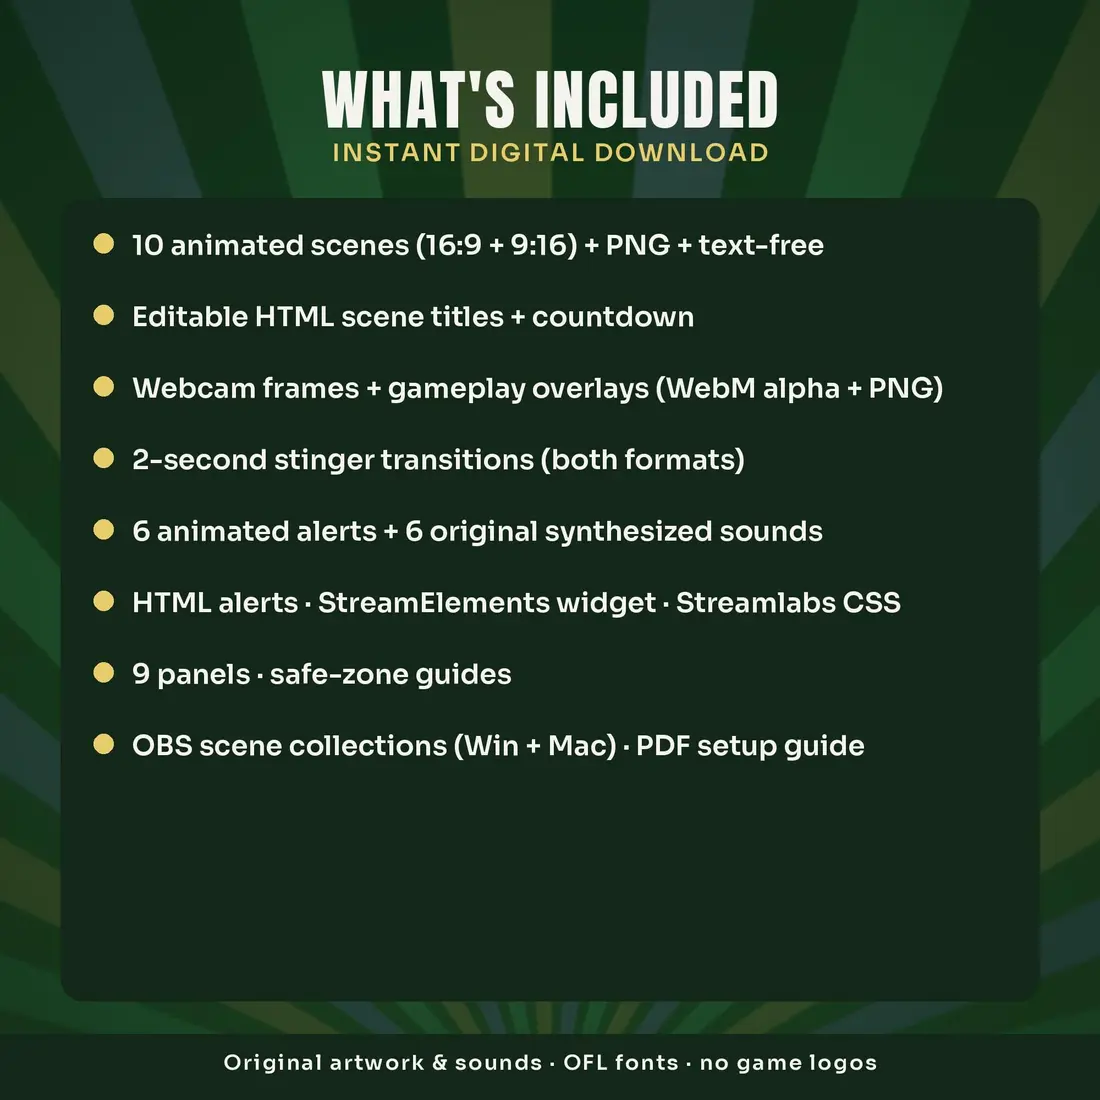 WHAT'S INCLUDED
INSTANT DIGITAL DOWNLOAD
10 animated scenes (16:9 + 9:16) + PNG + text-free
Editable HTML scene titles + countdown
Webcam frames + gameplay overlays (WebM alpha + PNG)
2-second stinger transitions (both formats)
6 animated alerts + 6 original synthesized sounds
HTML alerts · StreamElements widget · Streamlabs CSS
9 panels · safe-zone guides
OBS scene collections (Win + Mac) · PDF setup guide
Original artwork & sounds · OFL fonts · no game logos